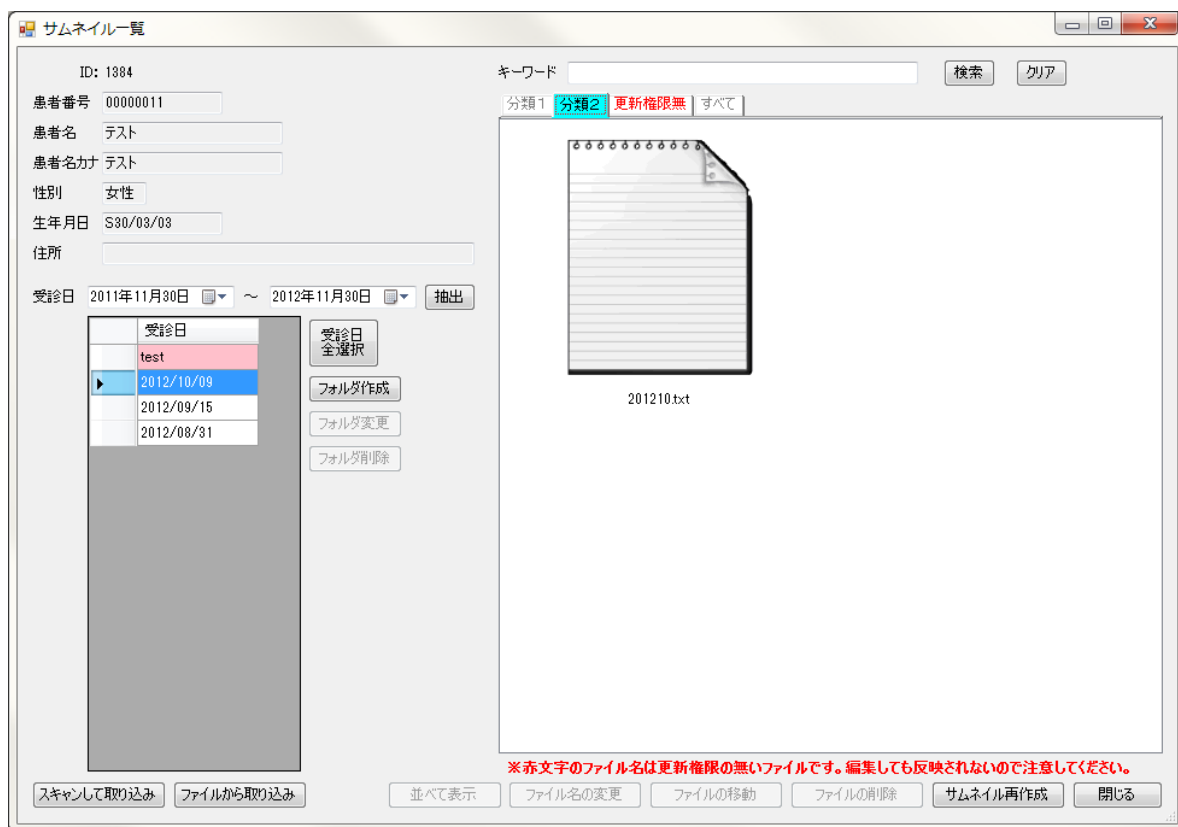 サムネイル一覧
ID: 1384
患者番号 00000011
患者名 テスト
患者名カナ テスト
性別 女性
生年月日 S30/03/03
住所
受診日 2011年11月30日 ～ 2012年11月30日 抽出
受診日
test
2012/10/09
2012/09/15
2012/08/31
受診日
全選択
フォルダ作成
フォルダ変更
フォルダ削除
キーワード 検索 クリア
分類1 分類2 更新権限無 すべて
201210.txt
※赤文字のファイル名は更新権限の無いファイルです。編集しても反映されないので注意してください。
スキャンして取り込み ファイルから取り込み 並べて表示 ファイル名の変更 ファイルの移動 ファイルの削除 サムネイル再作成 閉じる